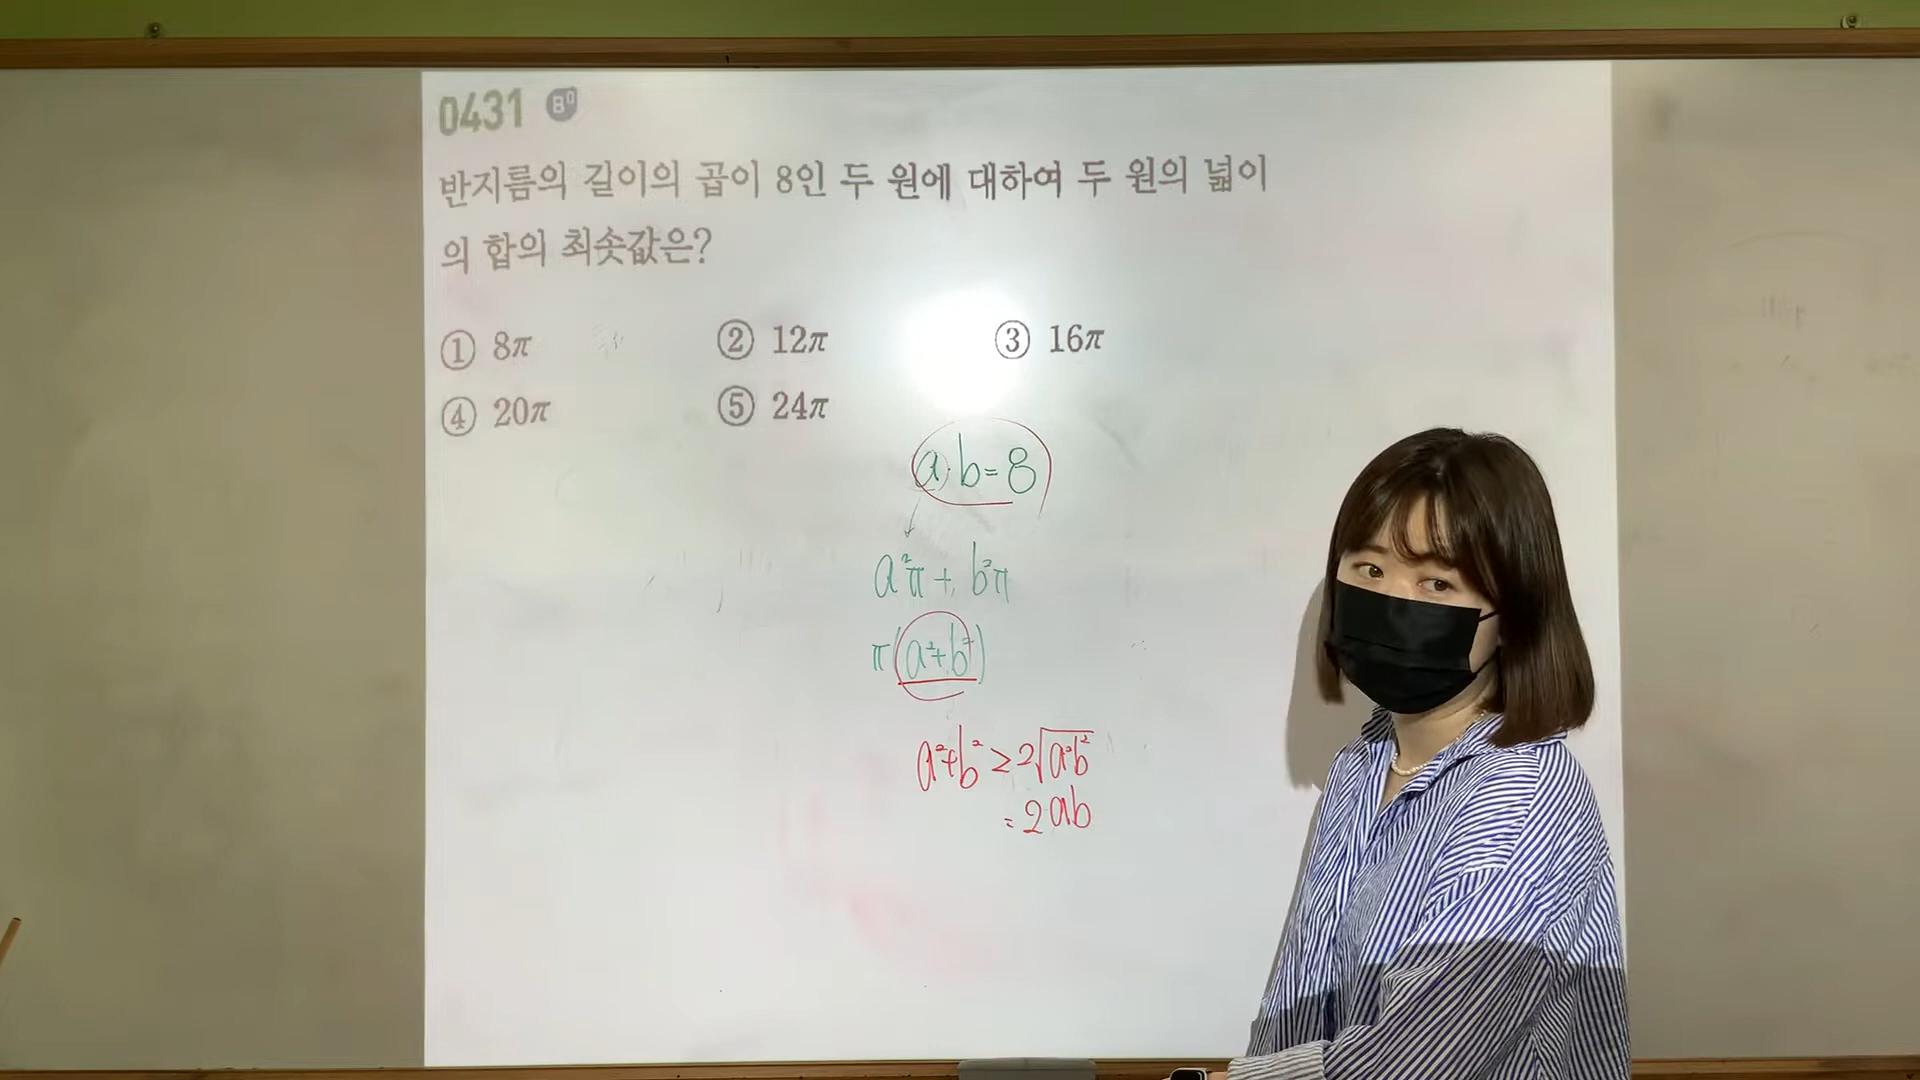 0431 B⁰
반지름의 길이의 곱이 8인 두 원에 대하여 두 원의 넓이
의 합의 최솟값은?
① 8π ② 12π ③ 16π
④ 20π ⑤ 24π
a·b=8
a²π+b²π
π(a²+b²)
a²+b²≥2√a²b²
=2ab